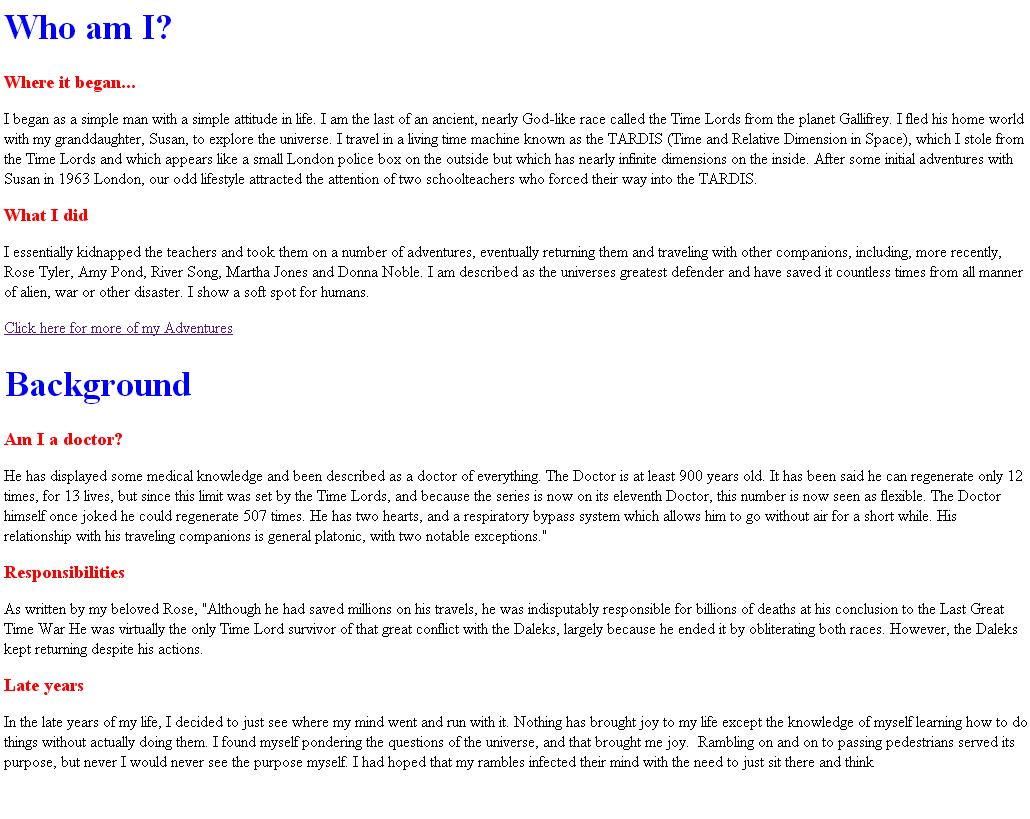 Who am I?
Where it began...
I began as a simple man with a simple attitude in life. I am the last of an ancient, nearly God-like race called the Time Lords from the planet Gallifrey. I fled his home world
with my granddaughter, Susan, to explore the universe. I travel in a living time machine known as the TARDIS (Time and Relative Dimension in Space), which I stole from
the Time Lords and which appears like a small London police box on the outside but which has nearly infinite dimensions on the inside. After some initial adventures with
Susan in 1963 London, our odd lifestyle attracted the attention of two schoolteachers who forced their way into the TARDIS.
What I did
I essentially kidnapped the teachers and took them on a number of adventures, eventually returning them and traveling with other companions, including, more recently,
Rose Tyler, Amy Pond, River Song, Martha Jones and Donna Noble. I am described as the universes greatest defender and have saved it countless times from all manner
of alien, war or other disaster. I show a soft spot for humans.
Click here for more of my Adventures
Background
Am I a doctor?
He has displayed some medical knowledge and been described as a doctor of everything. The Doctor is at least 900 years old. It has been said he can regenerate only 12
times, for 13 lives, but since this limit was set by the Time Lords, and because the series is now on its eleventh Doctor, this number is now seen as flexible. The Doctor
himself once joked he could regenerate 507 times. He has two hearts, and a respiratory bypass system which allows him to go without air for a short while. His
relationship with his traveling companions is general platonic, with two notable exceptions."
Responsibilities
As written by my beloved Rose, "Although he had saved millions on his travels, he was indisputably responsible for billions of deaths at his conclusion to the Last Great
Time War He was virtually the only Time Lord survivor of that great conflict with the Daleks, largely because he ended it by obliterating both races. However, the Daleks
kept returning despite his actions.
Late years
In the late years of my life, I decided to just see where my mind went and run with it. Nothing has brought joy to my life except the knowledge of myself learning how to do
things without actually doing them. I found myself pondering the questions of the universe, and that brought me joy.  Rambling on and on to passing pedestrians served its
purpose, but never I would never see the purpose myself. I had hoped that my rambles infected their mind with the need to just sit there and think